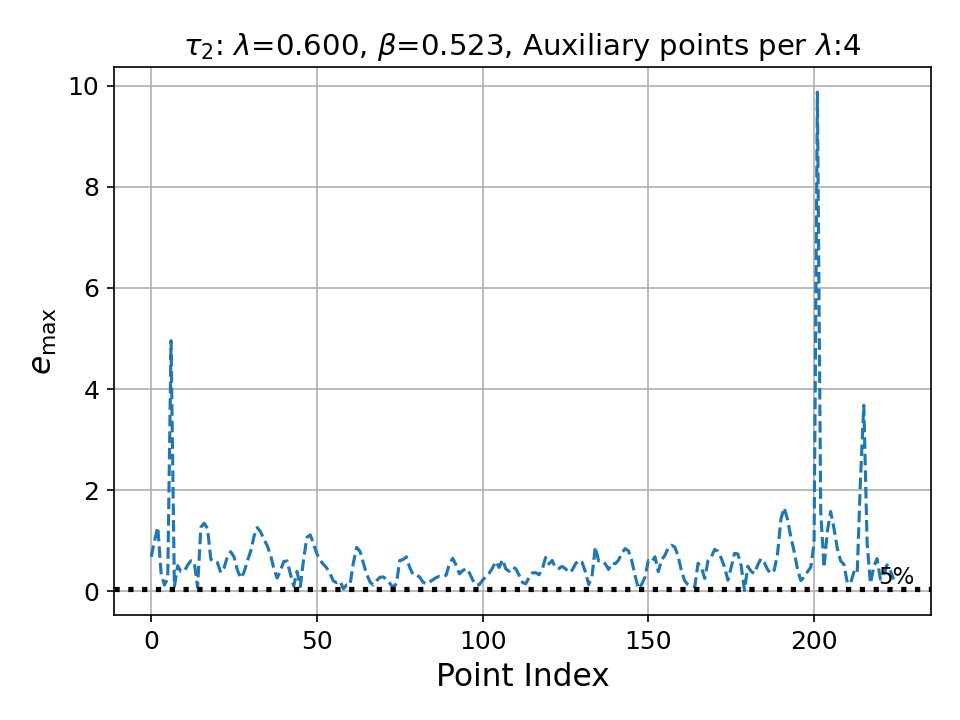 τ₂: λ=0.600, β=0.523, Auxiliary points per λ:4
10
8
6
4
2
0
e_max
5%
0 50 100 150 200
Point Index